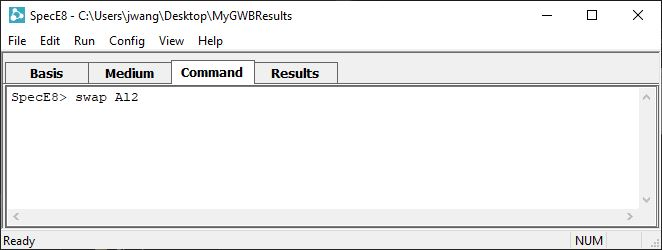 SpecE8 - C:\Users\jwang\Desktop\MyGWBResults
File Edit Run Config View Help
Basis Medium Command Results
SpecE8> swap Al2
Ready NUM